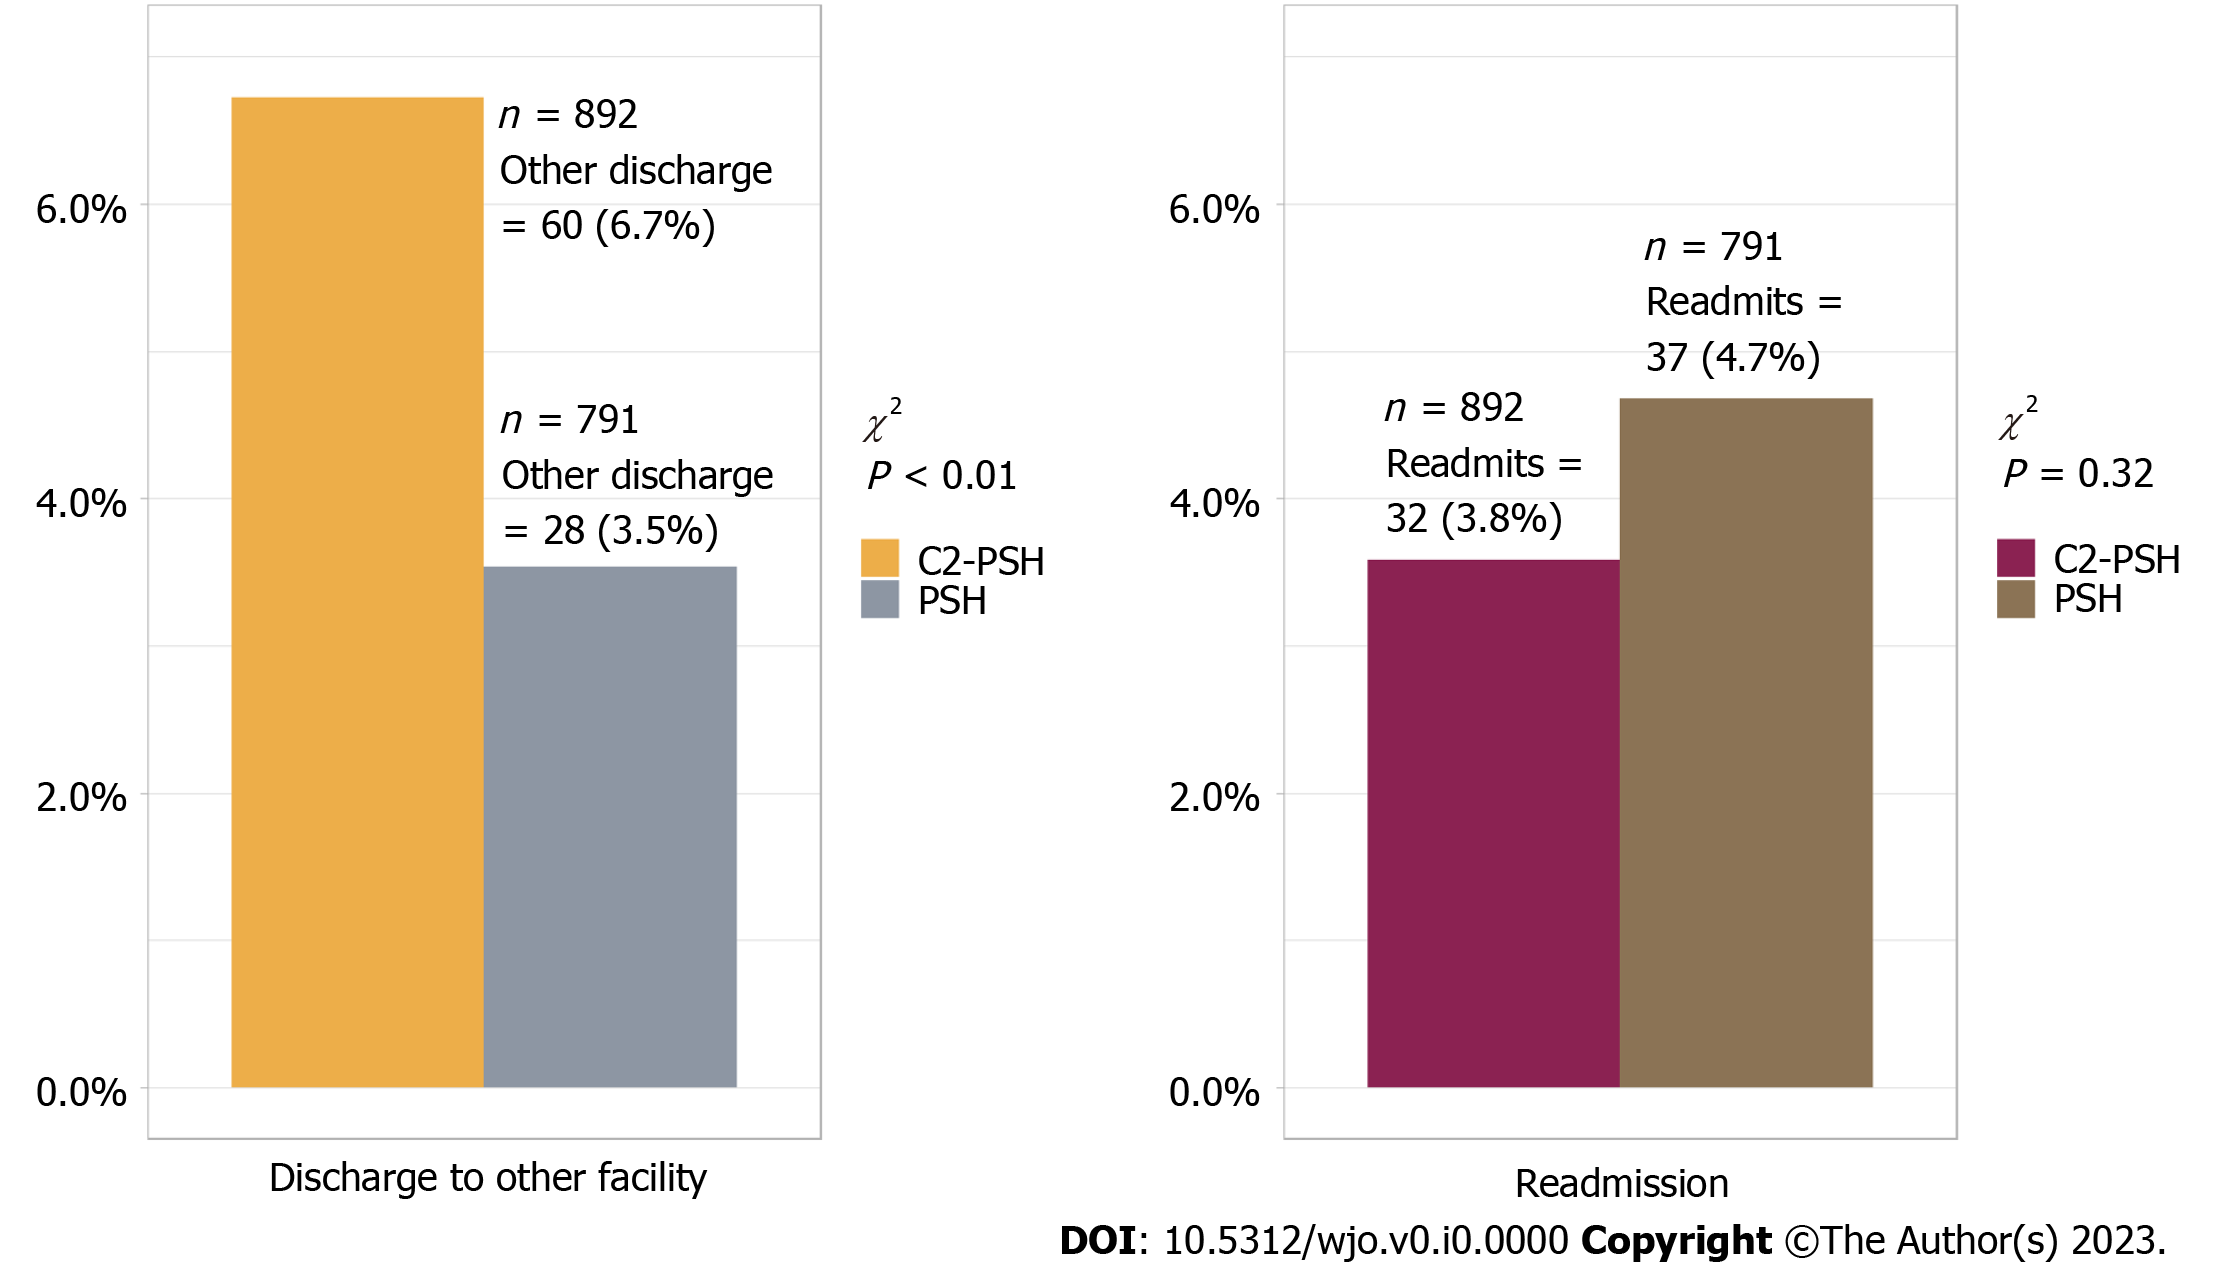 6.0%
4.0%
2.0%
0.0%
n = 892
Other discharge
= 60 (6.7%)
n = 791
Other discharge
= 28 (3.5%)
χ²
P < 0.01
C2-PSH
PSH
Discharge to other facility
6.0%
4.0%
2.0%
0.0%
n = 892
Readmits =
32 (3.8%)
n = 791
Readmits =
37 (4.7%)
χ²
P = 0.32
C2-PSH
PSH
Readmission
DOI: 10.5312/wjo.v0.i0.0000 Copyright ©The Author(s) 2023.